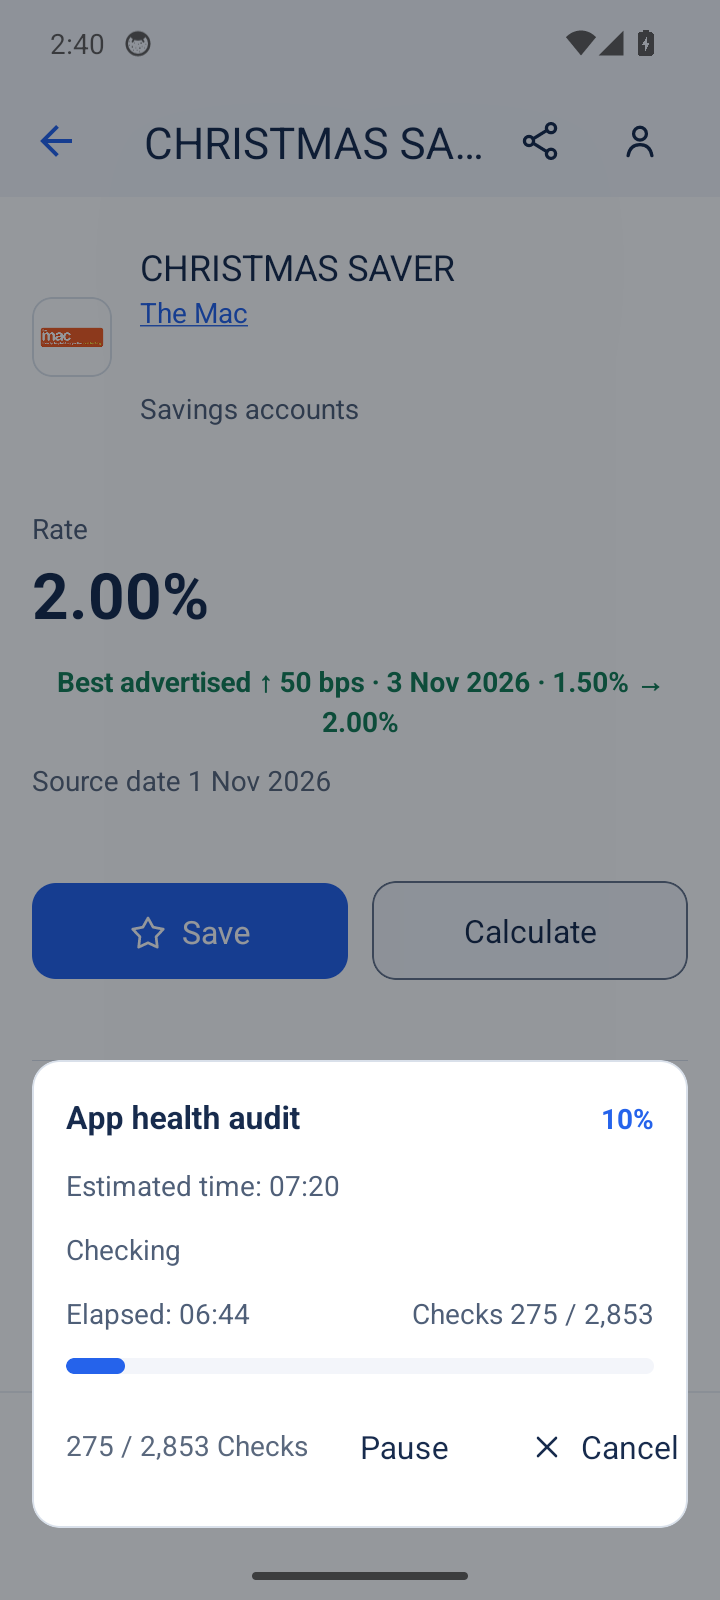 2:40
CHRISTMAS SA...
CHRISTMAS SAVER
The Mac
mac
Savings accounts
Rate
2.00%
Best advertised ↑ 50 bps · 3 Nov 2026 · 1.50% →
2.00%
Source date 1 Nov 2026
Save
Calculate
App health audit
10%
Estimated time: 07:20
Checking
Elapsed: 06:44
Checks 275 / 2,853
275 / 2,853 Checks
Pause
Cancel